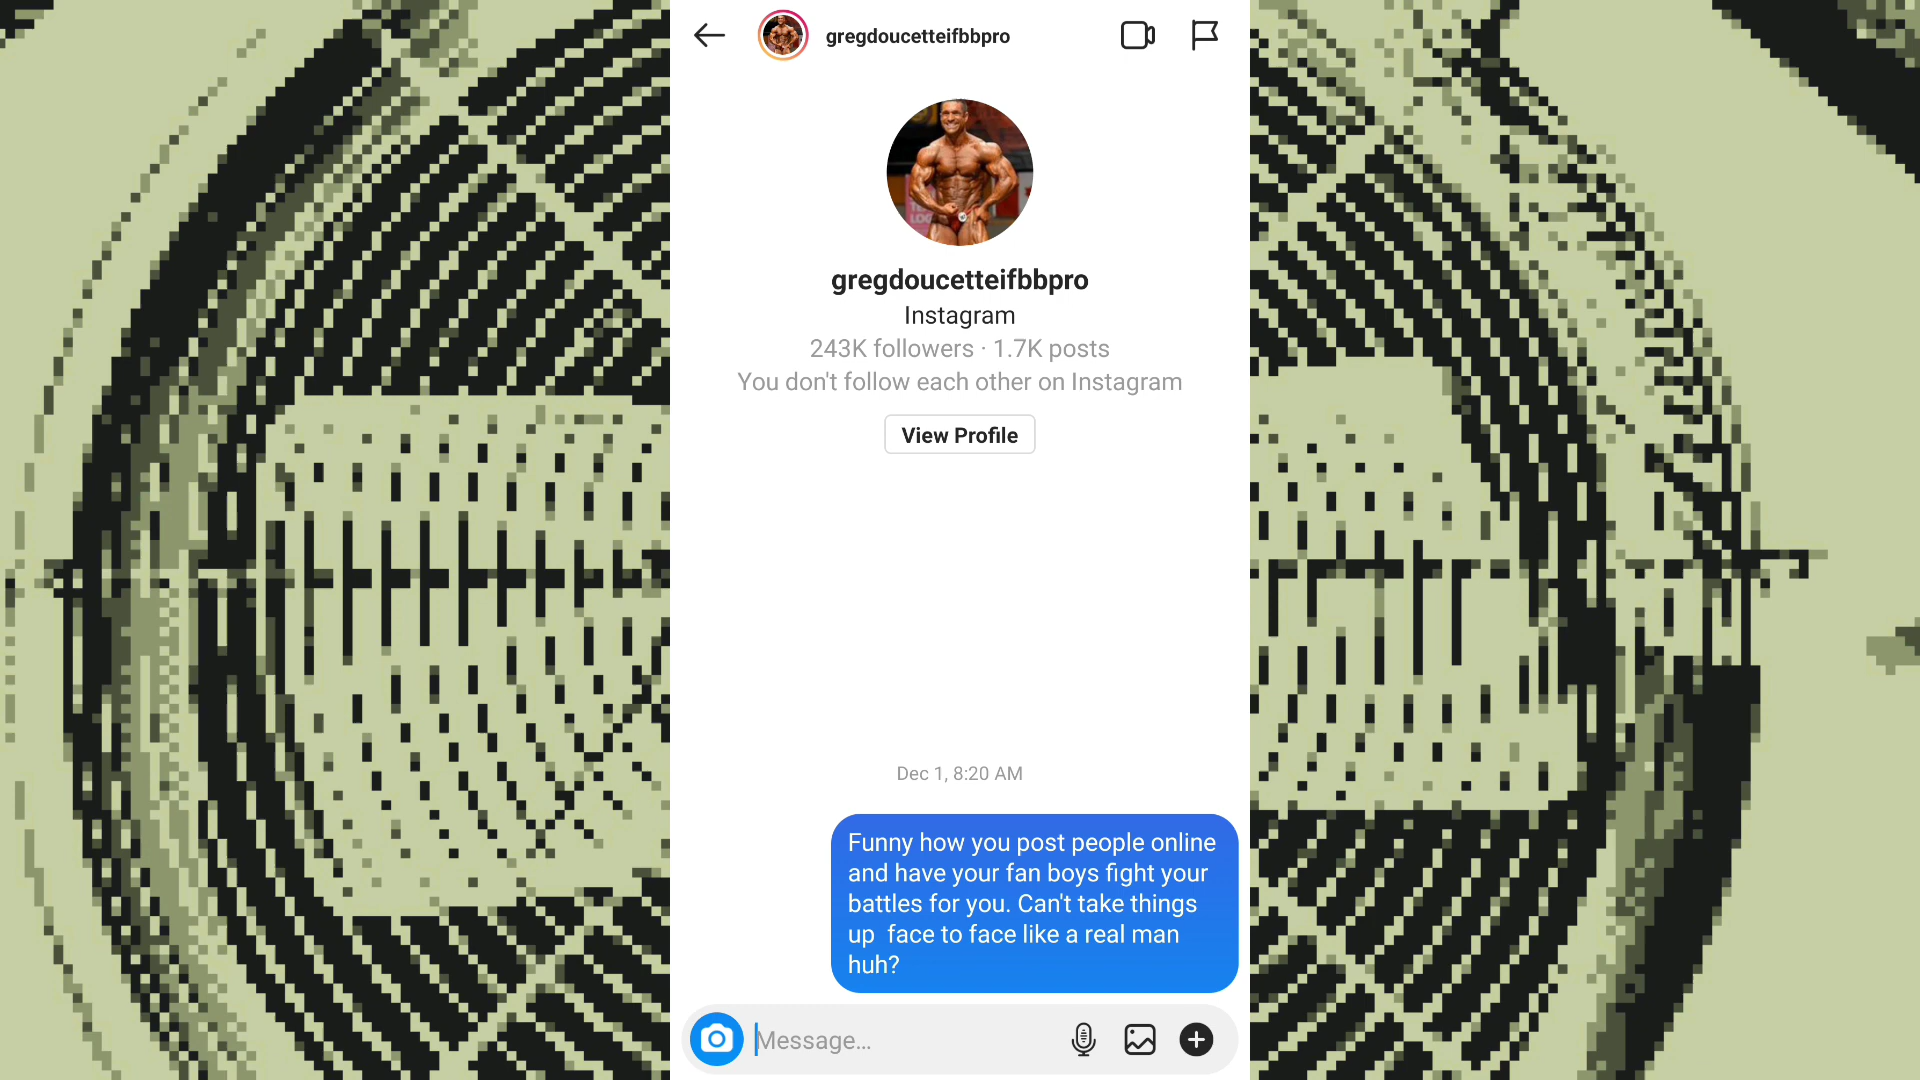 gregdoucetteifbbpro
gregdoucetteifbbpro
Instagram
243K followers · 1.7K posts
You don't follow each other on Instagram
View Profile
Dec 1, 8:20 AM
Funny how you post people online
and have your fan boys fight your
battles for you. Can't take things
up  face to face like a real man
huh?
Message...